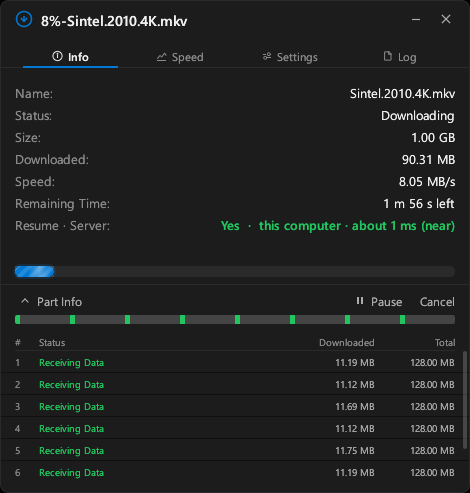 8%-Sintel.2010.4K.mkv
Info Speed Settings Log
Name: Sintel.2010.4K.mkv
Status: Downloading
Size: 1.00 GB
Downloaded: 90.31 MB
Speed: 8.05 MB/s
Remaining Time: 1 m 56 s left
Resume · Server: Yes · this computer · about 1 ms (near)
Part Info Pause Cancel
# Status Downloaded Total
1 Receiving Data 11.19 MB 128.00 MB
2 Receiving Data 11.12 MB 128.00 MB
3 Receiving Data 11.69 MB 128.00 MB
4 Receiving Data 11.12 MB 128.00 MB
5 Receiving Data 11.75 MB 128.00 MB
6 Receiving Data 11.19 MB 128.00 MB